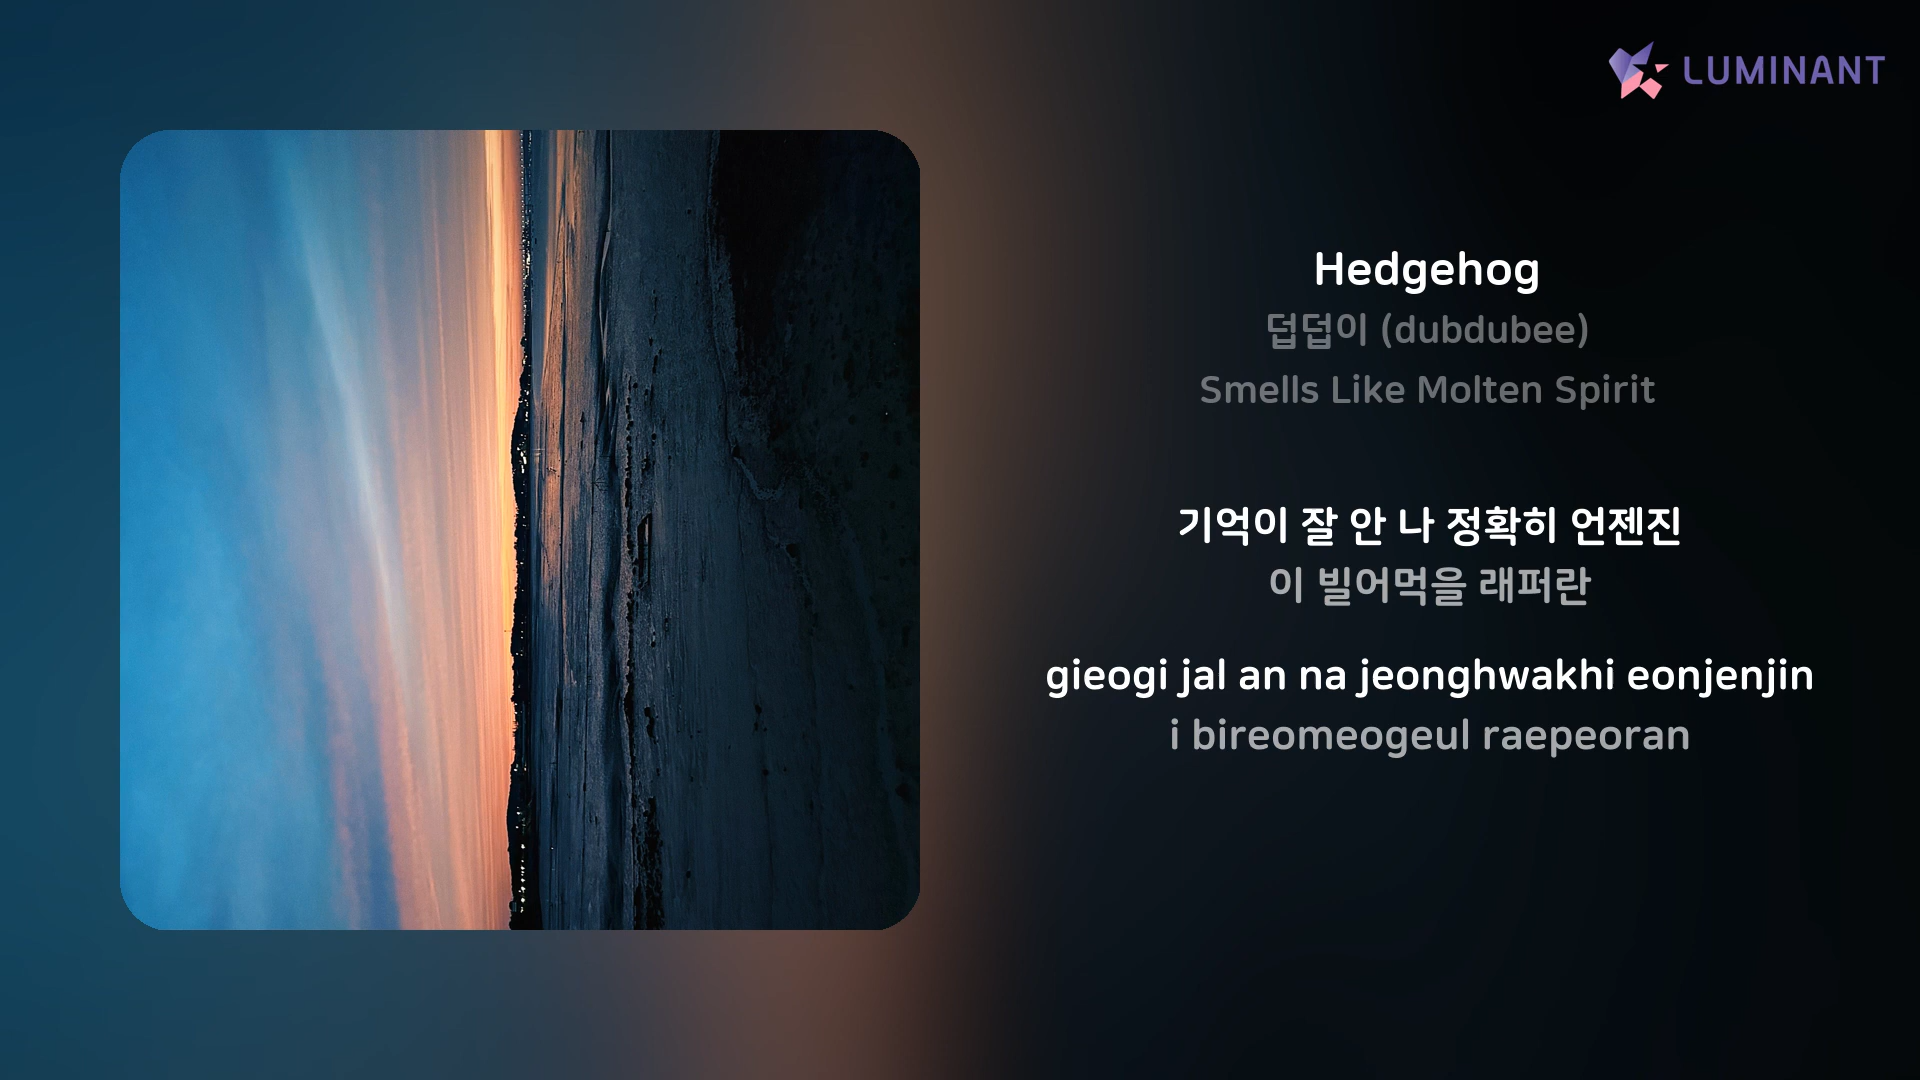 LUMINANT
Hedgehog
덥덥이 (dubdubee)
Smells Like Molten Spirit
기억이 잘 안 나 정확히 언젠진
이 빌어먹을 래퍼란
gieogi jal an na jeonghwakhi eonjenjin
i bireomeogeul raepeoran